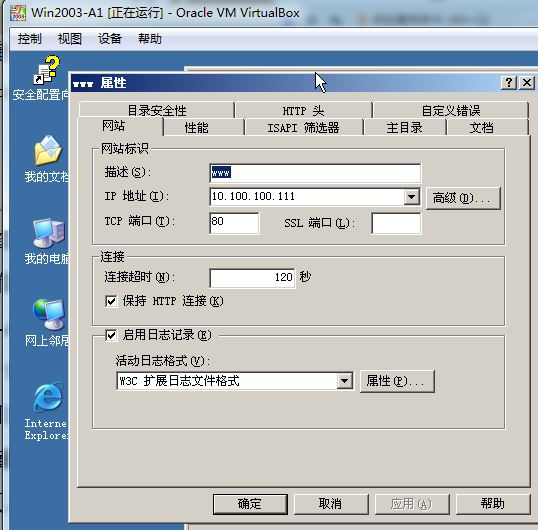 Win2003-A1 [正在运行] - Oracle VM VirtualBox
控制 视图 设备 帮助
安全配置向
我的文档
我的电脑
网上邻居
Interne
Explorer
www 属性
目录安全性 HTTP 头 自定义错误
网站 性能 ISAPI 筛选器 主目录 文档
网站标识
描述(S): www
IP 地址(I): 10.100.100.111 高级(D)...
TCP 端口(T): 80 SSL 端口(L):
连接
连接超时(N): 120 秒
保持 HTTP 连接(K)
启用日志记录(E)
活动日志格式(V):
W3C 扩展日志文件格式 属性(P)...
确定 取消 应用(A) 帮助